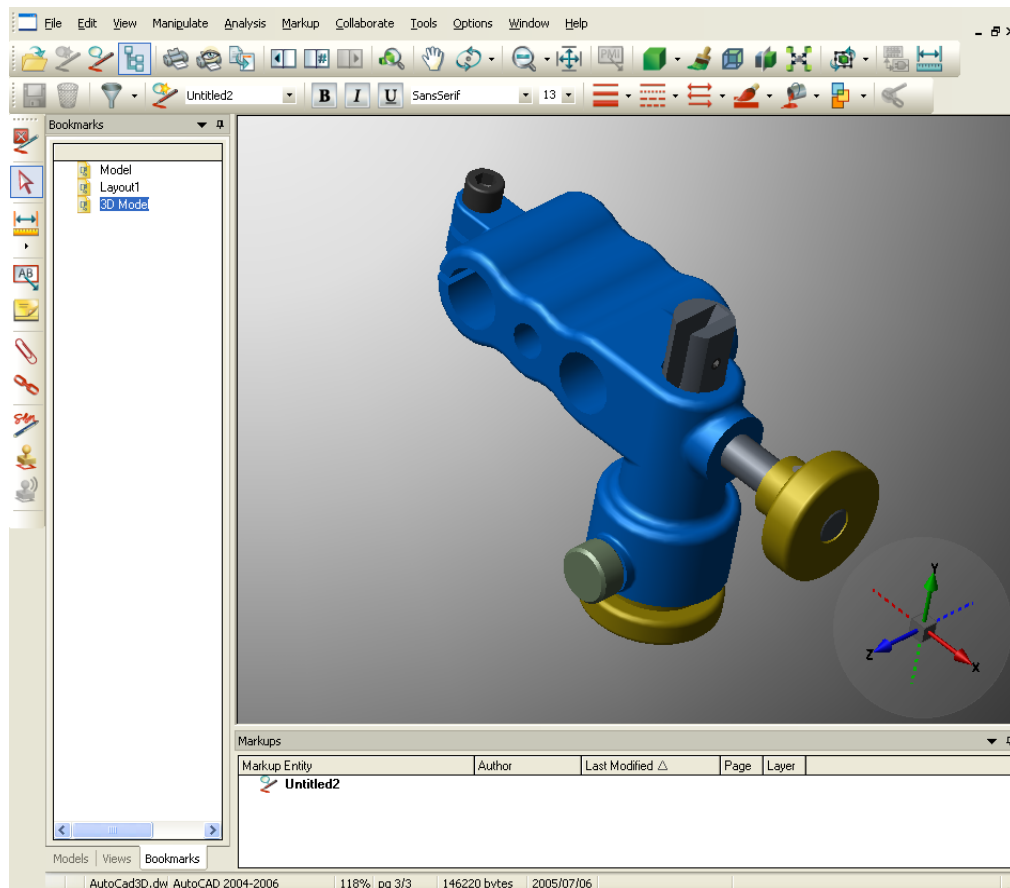 File Edit View Manipulate Analysis Markup Collaborate Tools Options Window Help
PMI
Untitled2 B I U SansSerif 13
Bookmarks
Model
Layout1
3D Model
AB
Y
Z
X
Markups
Markup Entity Author Last Modified Page Layer
Untitled2
Models Views Bookmarks
AutoCad3D.dw AutoCAD 2004-2006 118% pg 3/3 146220 bytes 2005/07/06